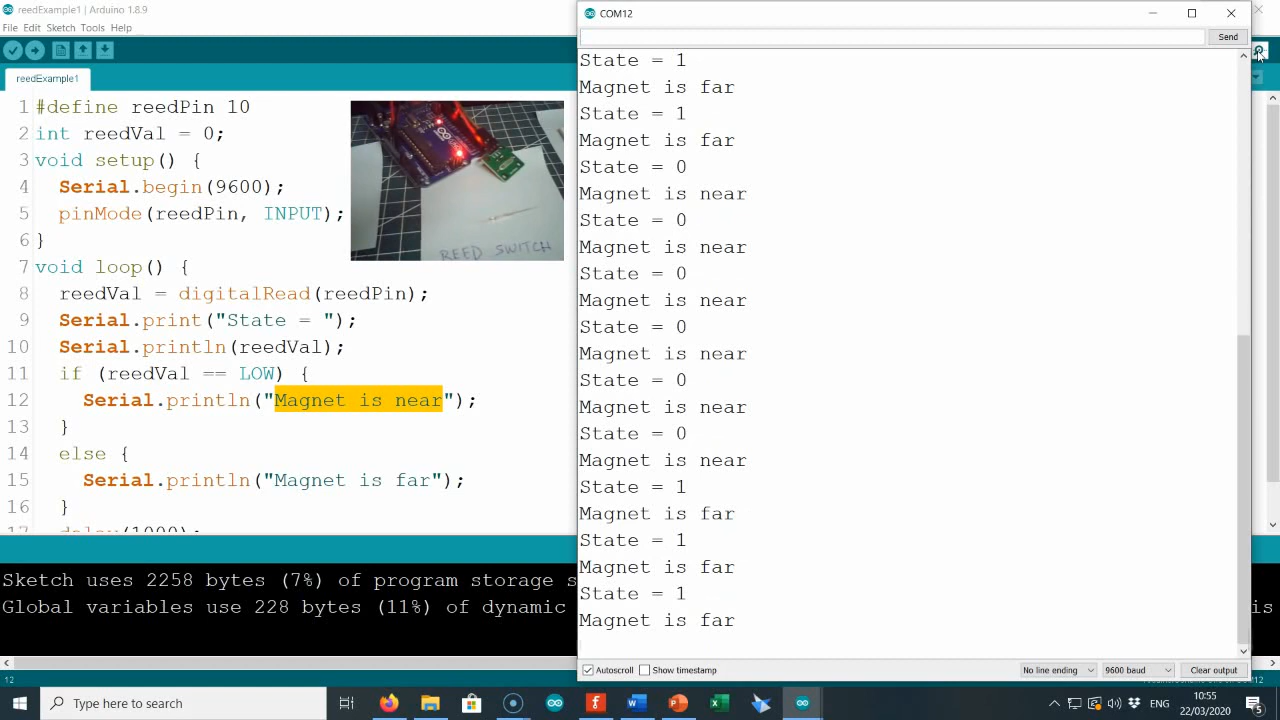 reedExample1 | Arduino 1.8.9
File Edit Sketch Tools Help
reedExample1
1 #define reedPin 10
2 int reedVal = 0;
3 void setup() {
4 Serial.begin(9600);
5 pinMode(reedPin, INPUT);
6 }
7 void loop() {
8 reedVal = digitalRead(reedPin);
9 Serial.print("State = ");
10 Serial.println(reedVal);
11 if (reedVal == LOW) {
12 Serial.println("Magnet is near");
13 }
14 else {
15 Serial.println("Magnet is far");
16 }
17 delay(1000);
REED SWITCH
Sketch uses 2258 bytes (7%) of program storage s
Global variables use 228 bytes (11%) of dynamic
is
12
COM12
Send
State = 1
Magnet is far
State = 1
Magnet is far
State = 0
Magnet is near
State = 0
Magnet is near
State = 0
Magnet is near
State = 0
Magnet is near
State = 0
Magnet is near
State = 0
Magnet is near
State = 1
Magnet is far
State = 1
Magnet is far
State = 1
Magnet is far
Autoscroll Show timestamp
No line ending
9600 baud
Clear output
Type here to search
ENG
10:55
22/03/2020
5